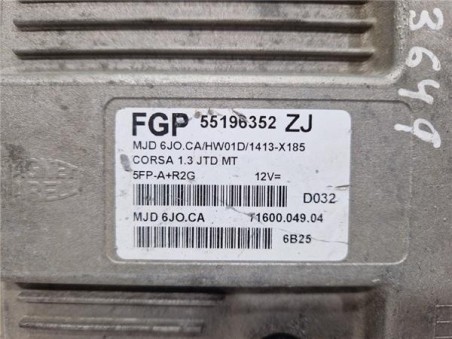 FGP 55196352 ZJ
MJD 6JO.CA/HW01D/1413-X185
CORSA 1.3 JTD MT
5FP-A+R2G 12V=
D032
MJD 6JO.CA 71600.049.04
6B25
3649